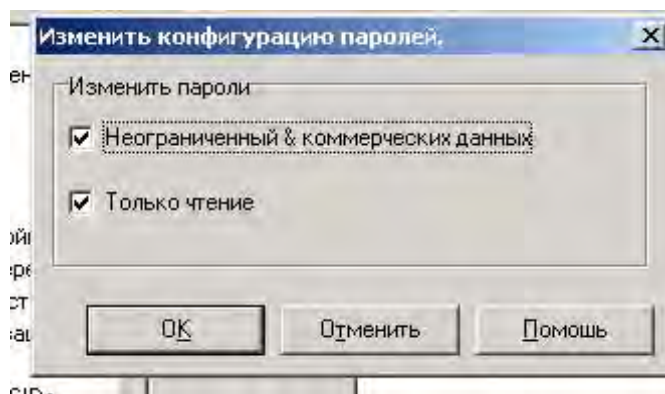 Изменить конфигурацию паролей.
Изменить пароли
Неограниченный & коммерческих данных
Только чтение
OK
Отменить
Помошь